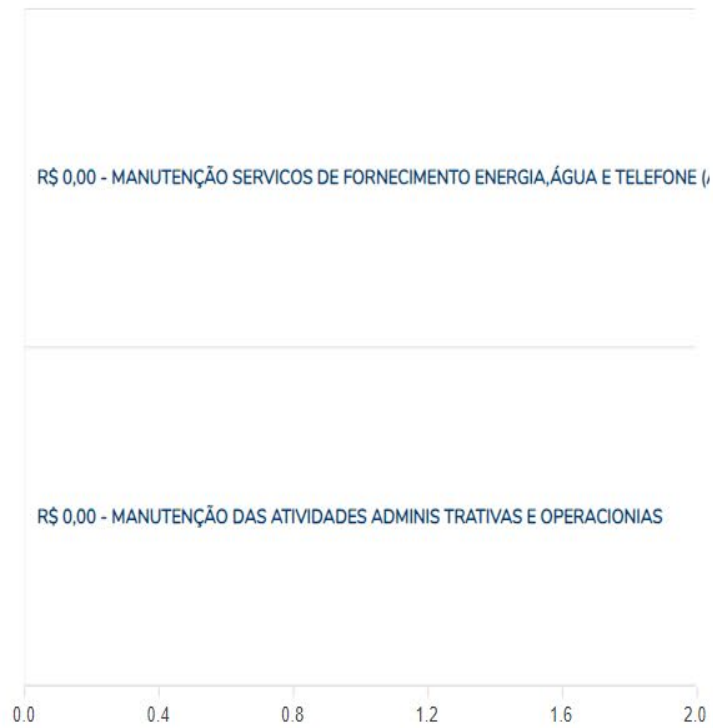 R$ 0,00 - MANUTENÇÃO SERVICOS DE FORNECIMENTO ENERGIA,ÁGUA E TELEFONE (
R$ 0,00 - MANUTENÇÃO DAS ATIVIDADES ADMINIS TRATIVAS E OPERACIONIAS
0.0 0.4 0.8 1.2 1.6 2.0